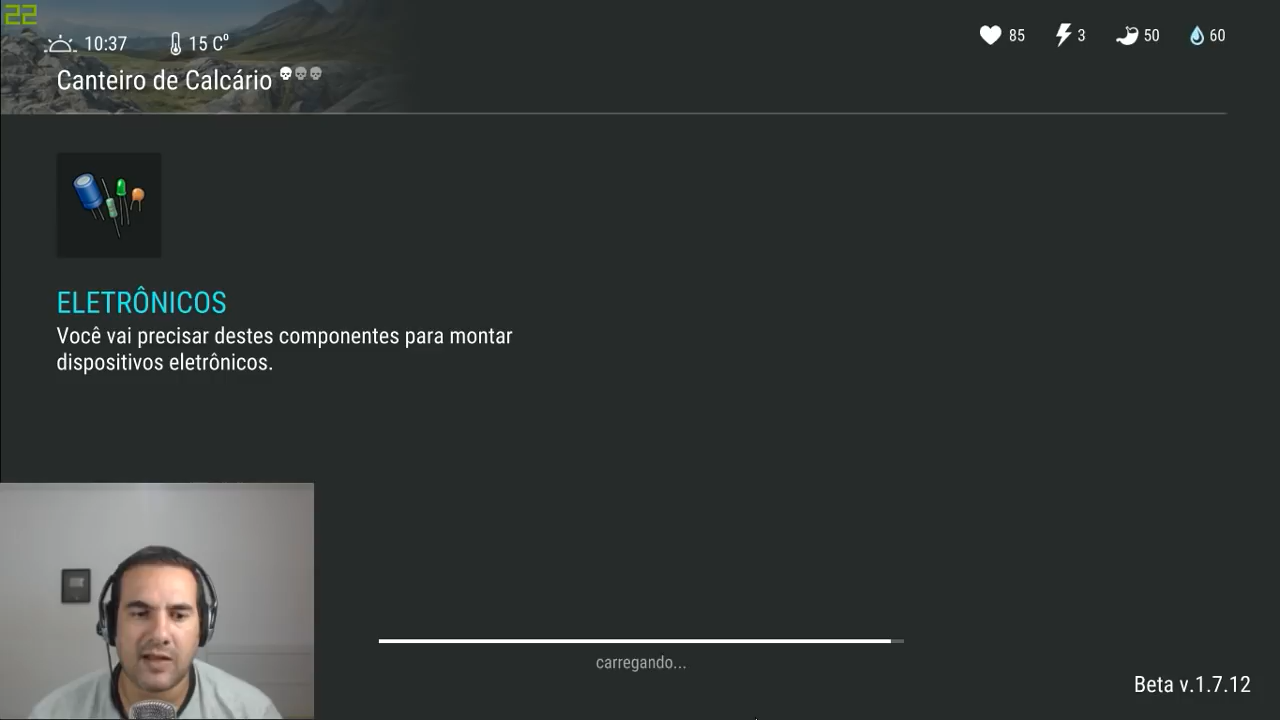 22
10:37 15 Cº 85 3 50 60
Canteiro de Calcário
ELETRÔNICOS
Você vai precisar destes componentes para montar
dispositivos eletrônicos.
carregando...
Beta v.1.7.12